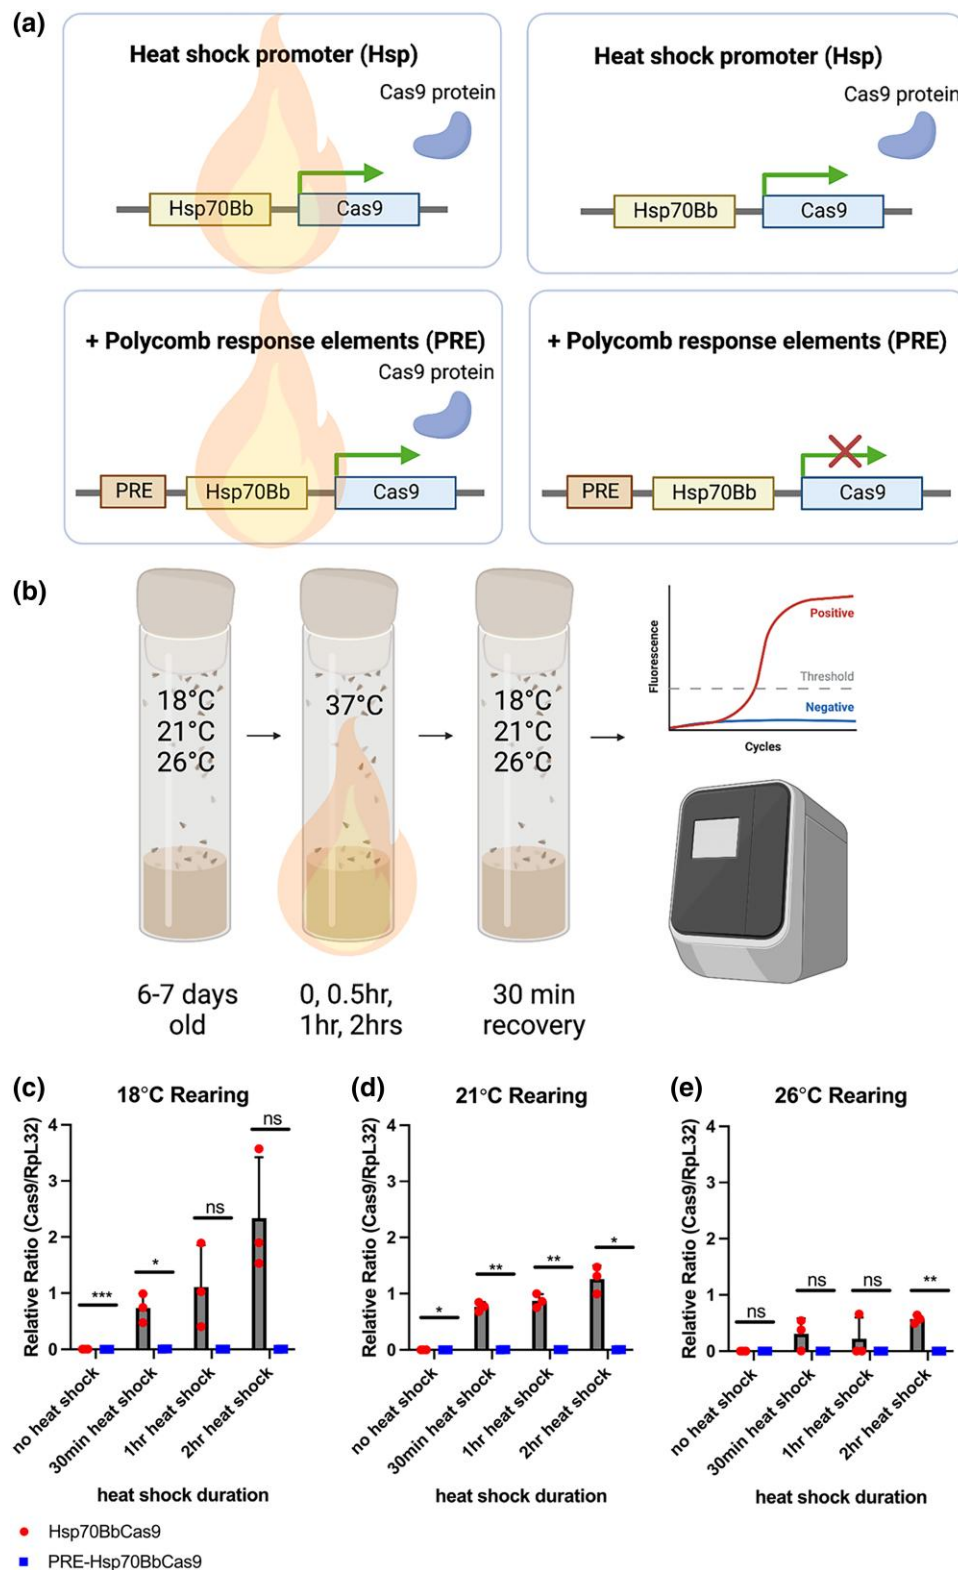 (a)
Heat shock promoter (Hsp)
Cas9 protein
Hsp70Bb
Cas9
Heat shock promoter (Hsp)
Cas9 protein
Hsp70Bb
Cas9
+ Polycomb response elements (PRE)
Cas9 protein
PRE
Hsp70Bb
Cas9
+ Polycomb response elements (PRE)
PRE
Hsp70Bb
Cas9
(b)
18°C
21°C
26°C
37°C
18°C
21°C
26°C
Fluorescence
Positive
Threshold
Negative
Cycles
6-7 days
old
0, 0.5hr,
1hr, 2hrs
30 min
recovery
(c)
18°C Rearing
Relative Ratio (Cas9/RpL32)
4
3
2
1
0
***
*
ns
ns
no heat shock
30min heat shock
1hr heat shock
2hr heat shock
heat shock duration
(d)
21°C Rearing
Relative Ratio (Cas9/RpL32)
4
3
2
1
0
*
**
**
*
no heat shock
30min heat shock
1hr heat shock
2hr heat shock
heat shock duration
(e)
26°C Rearing
Relative Ratio (Cas9/RpL32)
4
3
2
1
0
ns
ns
ns
**
no heat shock
30min heat shock
1hr heat shock
2hr heat shock
heat shock duration
Hsp70BbCas9
PRE-Hsp70BbCas9